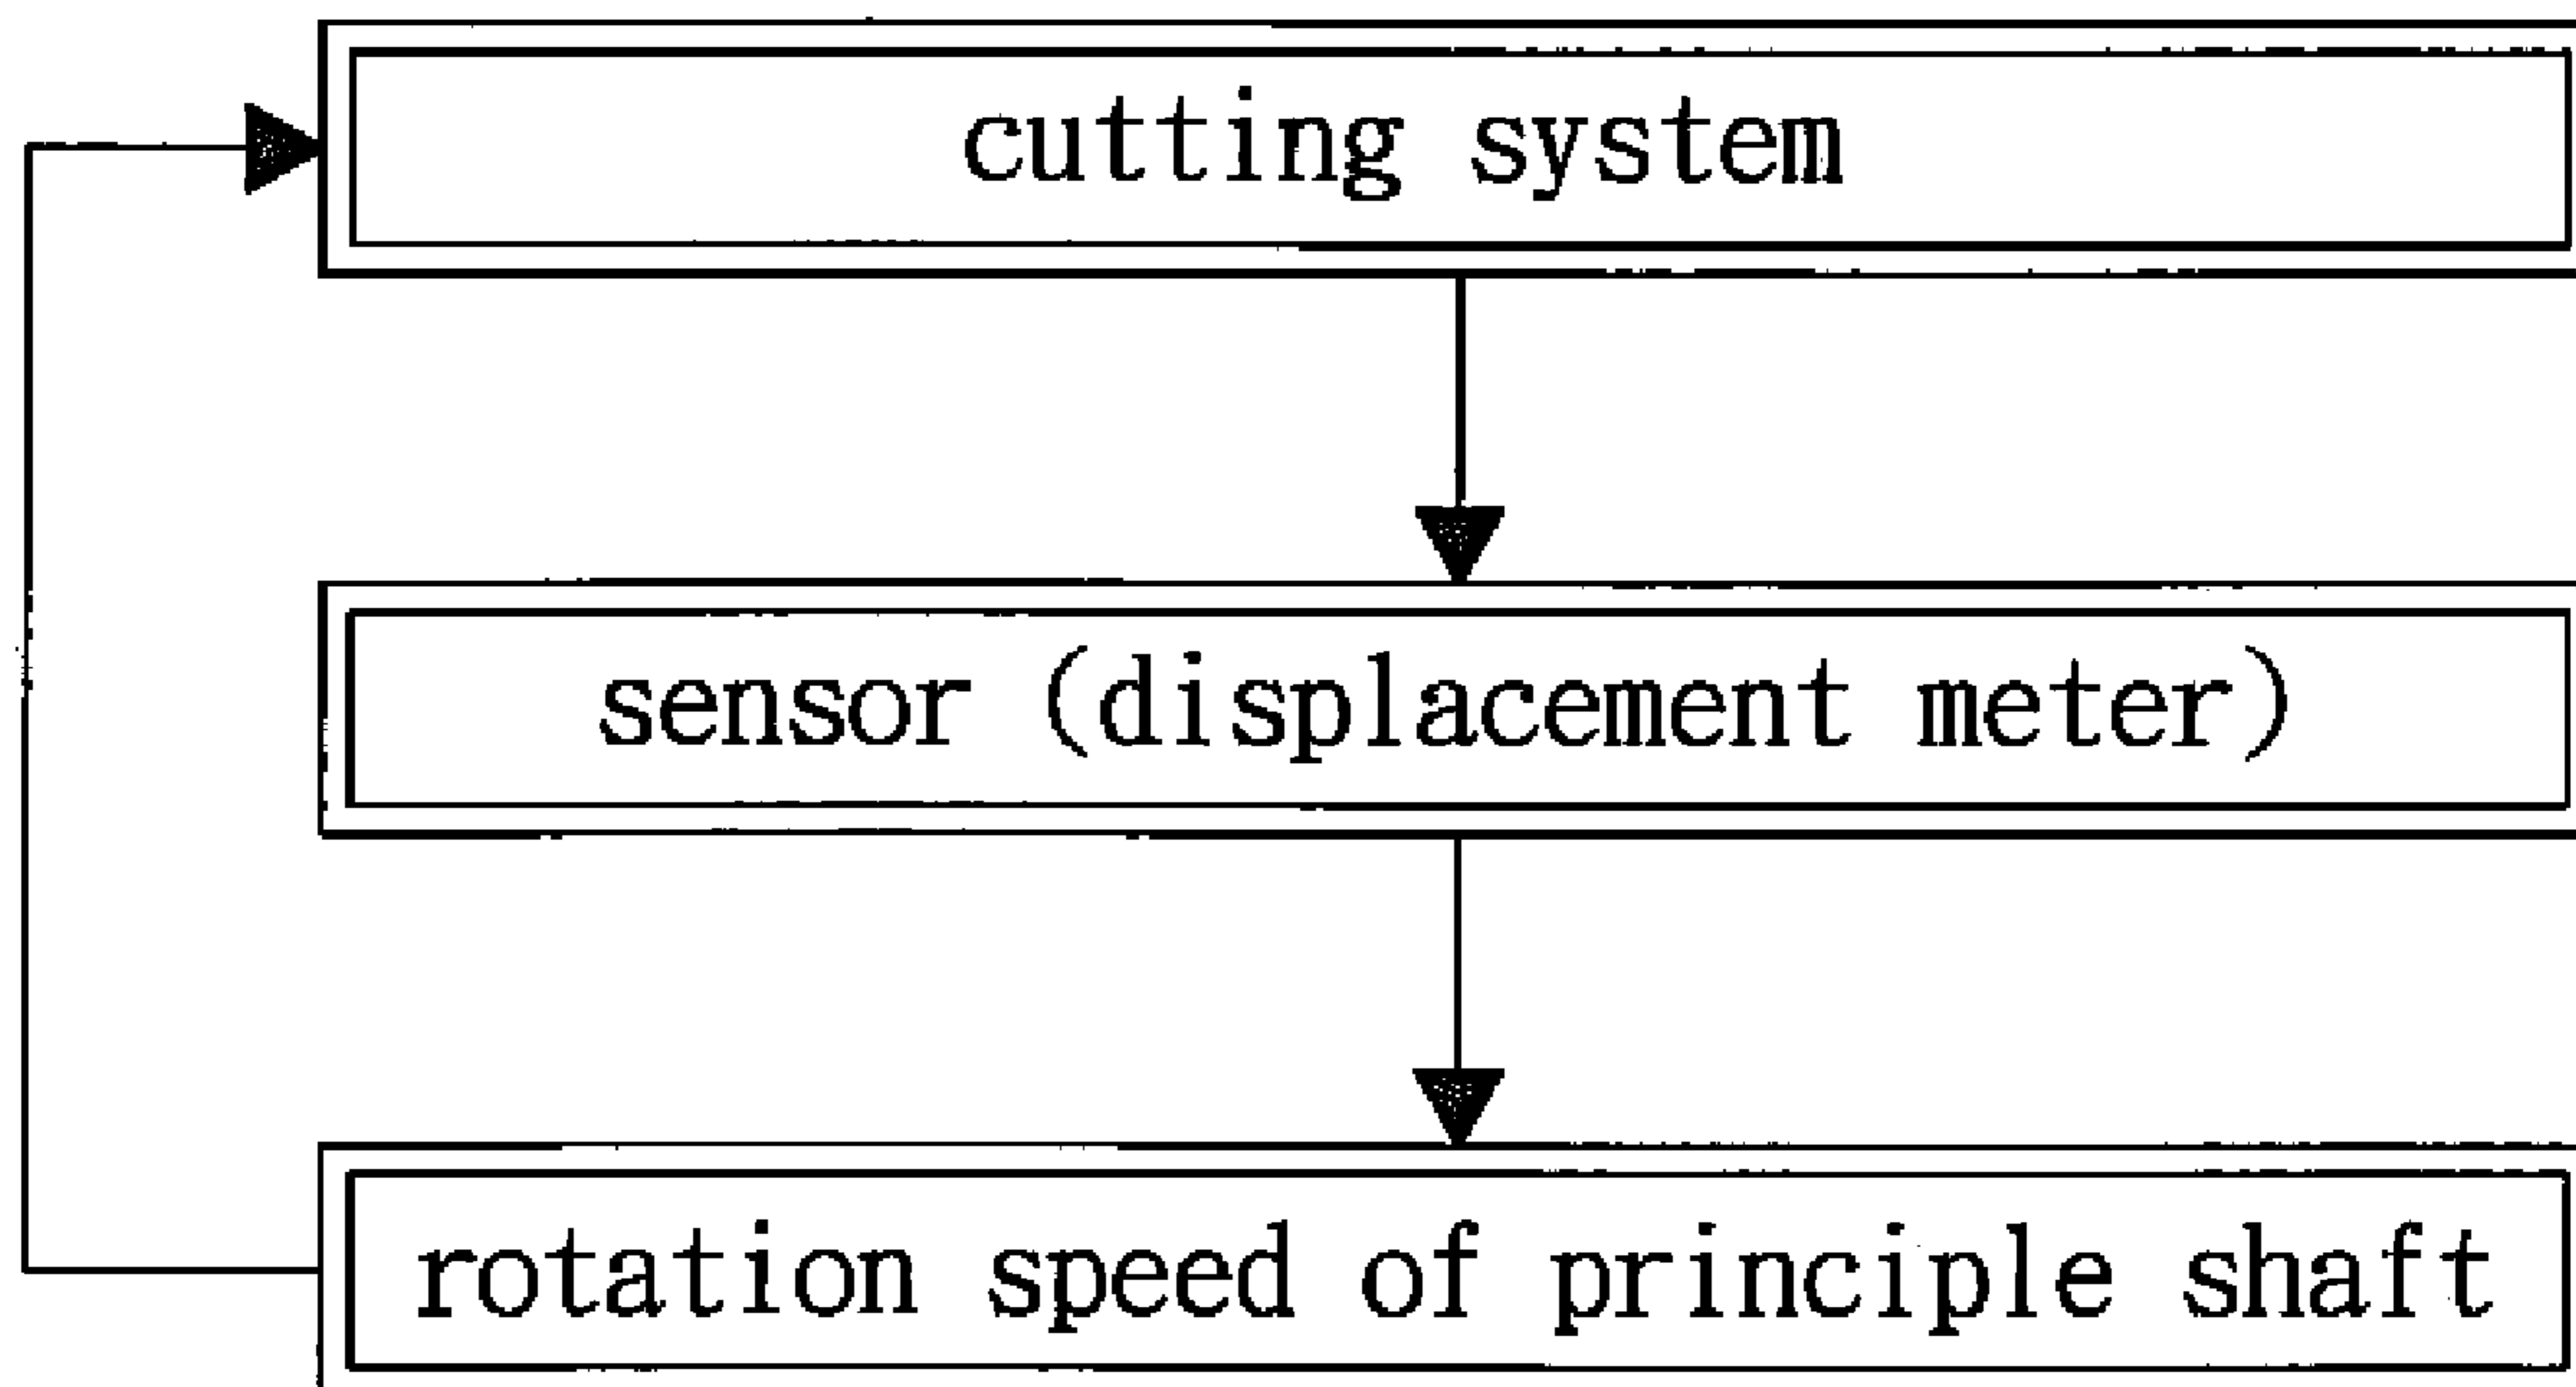 cutting system
sensor (displacement meter)
rotation speed of principle shaft